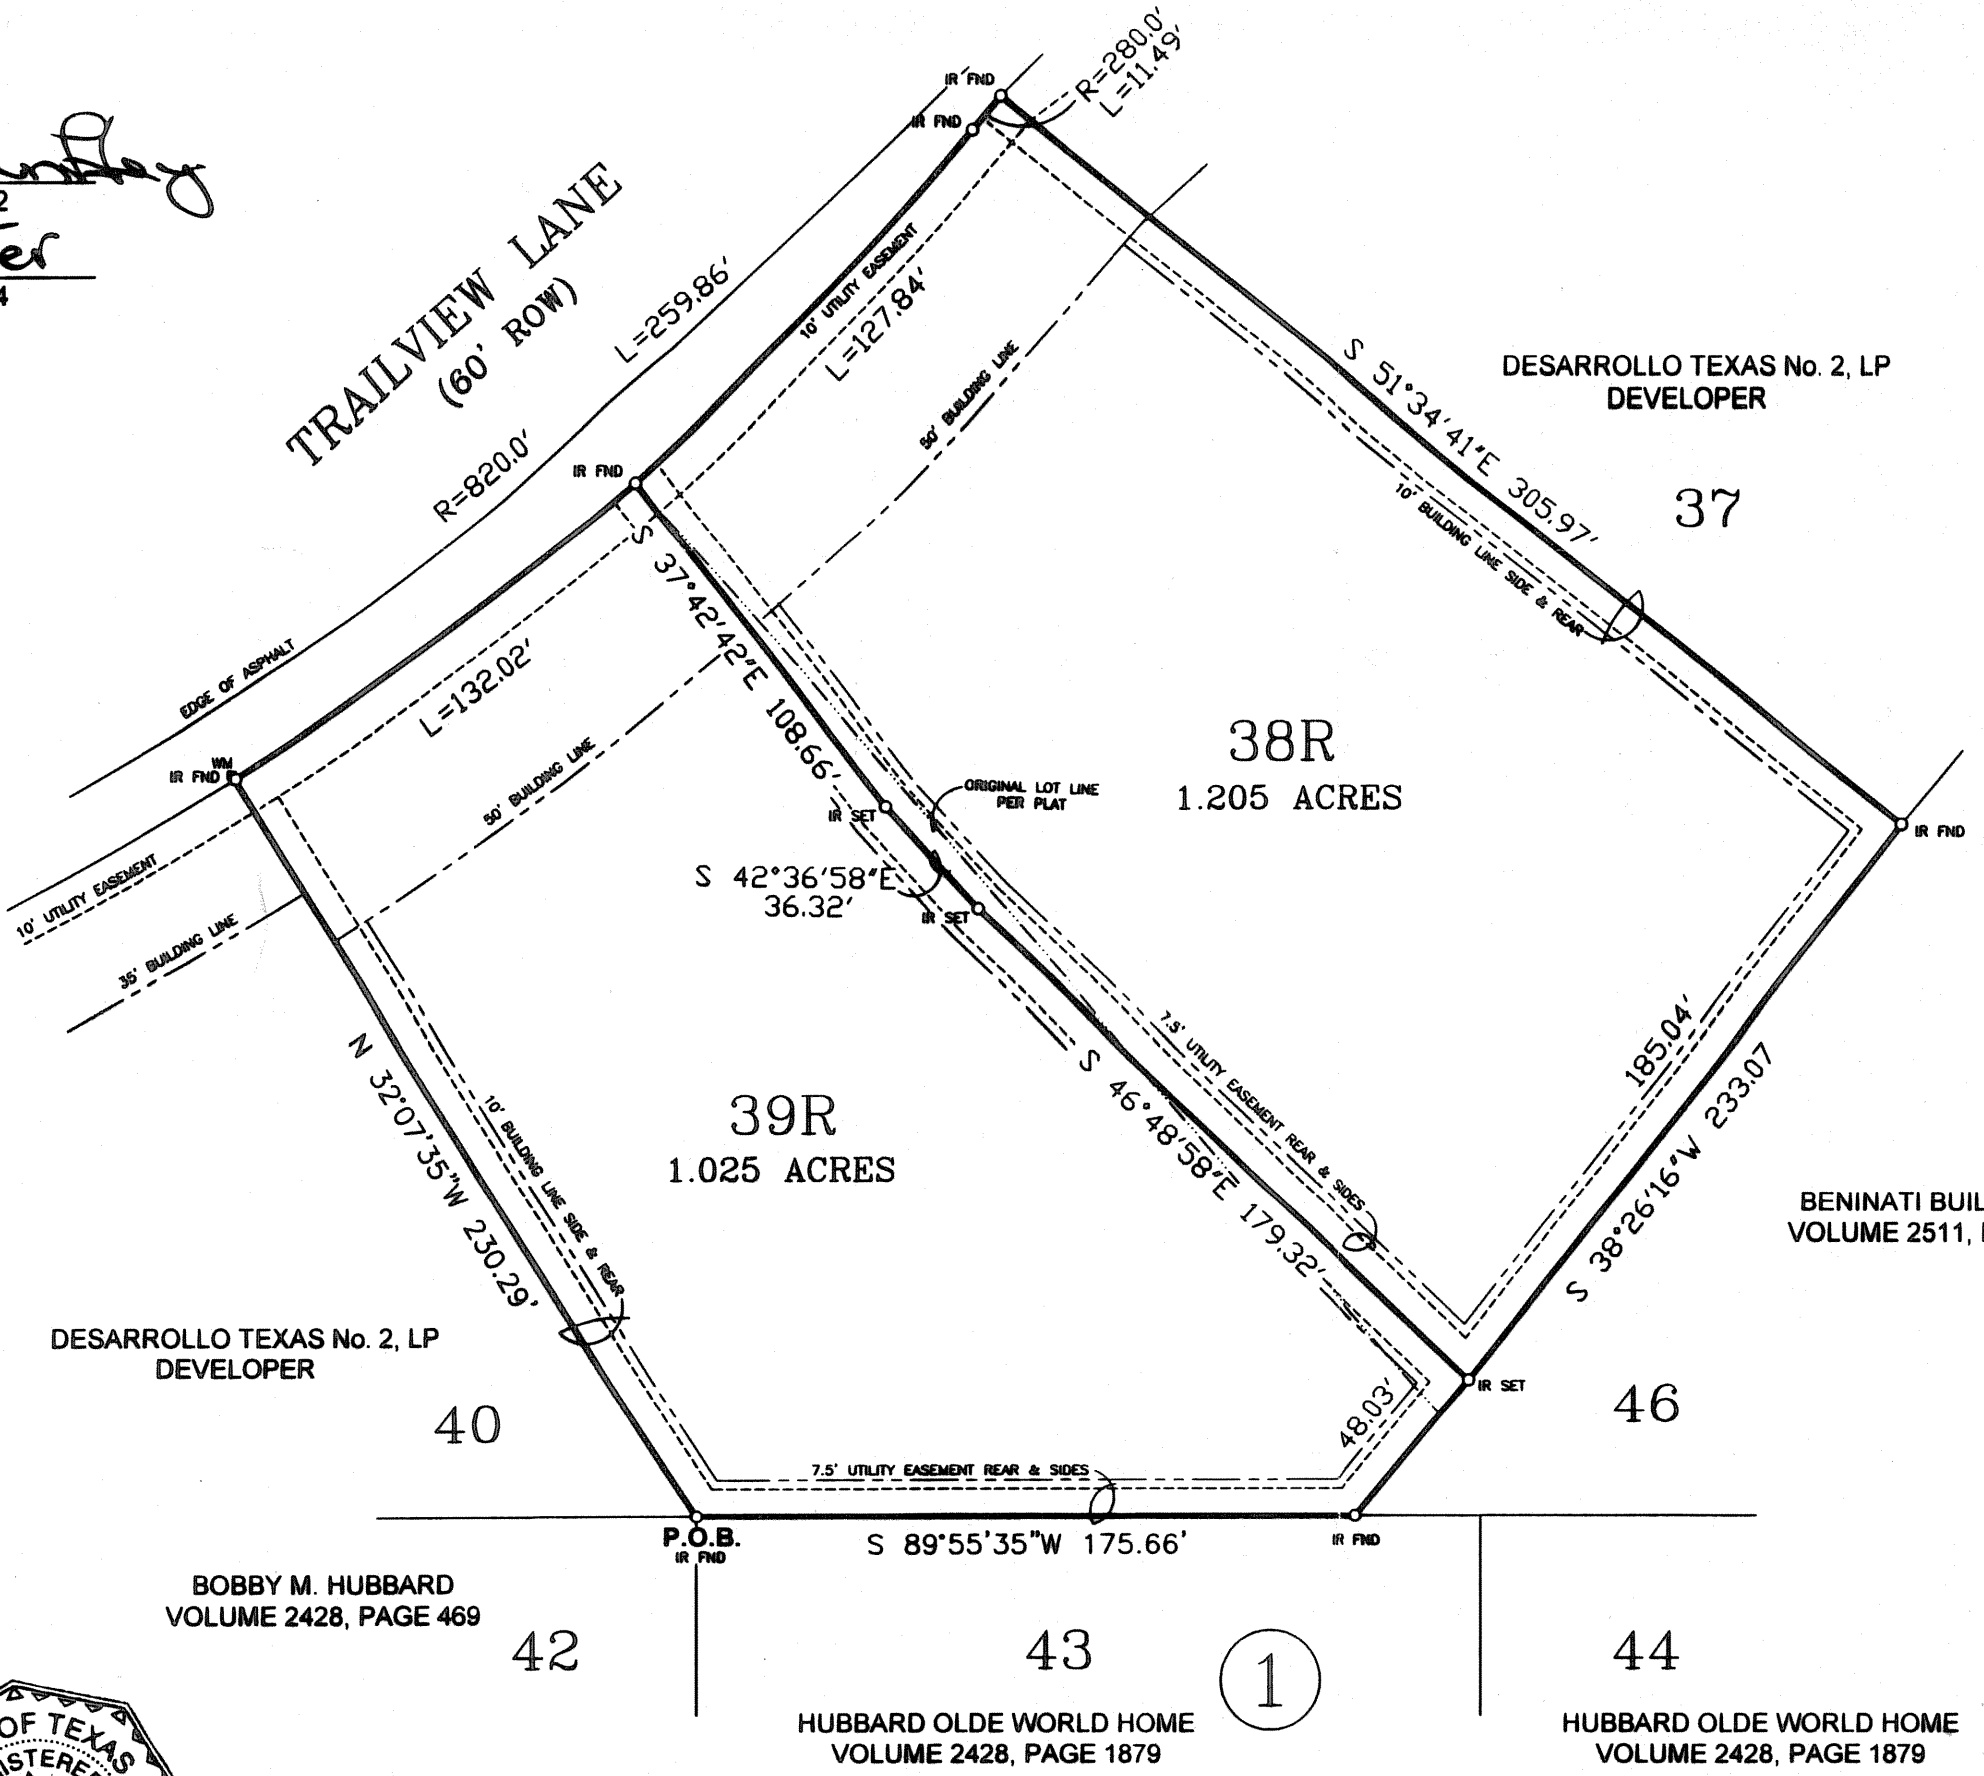 R=280.0'
L=11.49'
IR FND
IR FND
2
er
4
TRAILVIEW LANE
(60' ROW)
L=259.86'
10' UTILITY EASEMENT
L=127.84'
50' BUILDING LINE
S 51°34'41"E 305.97'
DESARROLLO TEXAS No. 2, LP
DEVELOPER
37
R=820.0'
IR FND
10' BUILDING LINE SIDE & REAR
S 37°42'42"E 108.66'
EDGE OF ASPHALT
L=132.02'
50' BUILDING LINE
WM
IR FND
38R
1.205 ACRES
ORIGINAL LOT LINE
PER PLAT
IR SET
IR FND
S 42°36'58"E
36.32'
IR SET
10' UTILITY EASEMENT
35' BUILDING LINE
N 32°07'35"W 230.29'
10' BUILDING LINE SIDE & REAR
39R
1.025 ACRES
S 46°48'58"E 179.32'
7.5' UTILITY EASEMENT REAR & SIDES
185.04'
S 38°26'16"W 233.07
BENINATI BUIL
VOLUME 2511,
DESARROLLO TEXAS No. 2, LP
DEVELOPER
40
48.03'
IR SET
46
7.5' UTILITY EASEMENT REAR & SIDES
P.O.B.
IR FND
S 89°55'35"W 175.66'
IR FND
BOBBY M. HUBBARD
VOLUME 2428, PAGE 469
42
43
1
44
HUBBARD OLDE WORLD HOME
VOLUME 2428, PAGE 1879
HUBBARD OLDE WORLD HOME
VOLUME 2428, PAGE 1879
OF TEXAS
ISTERE